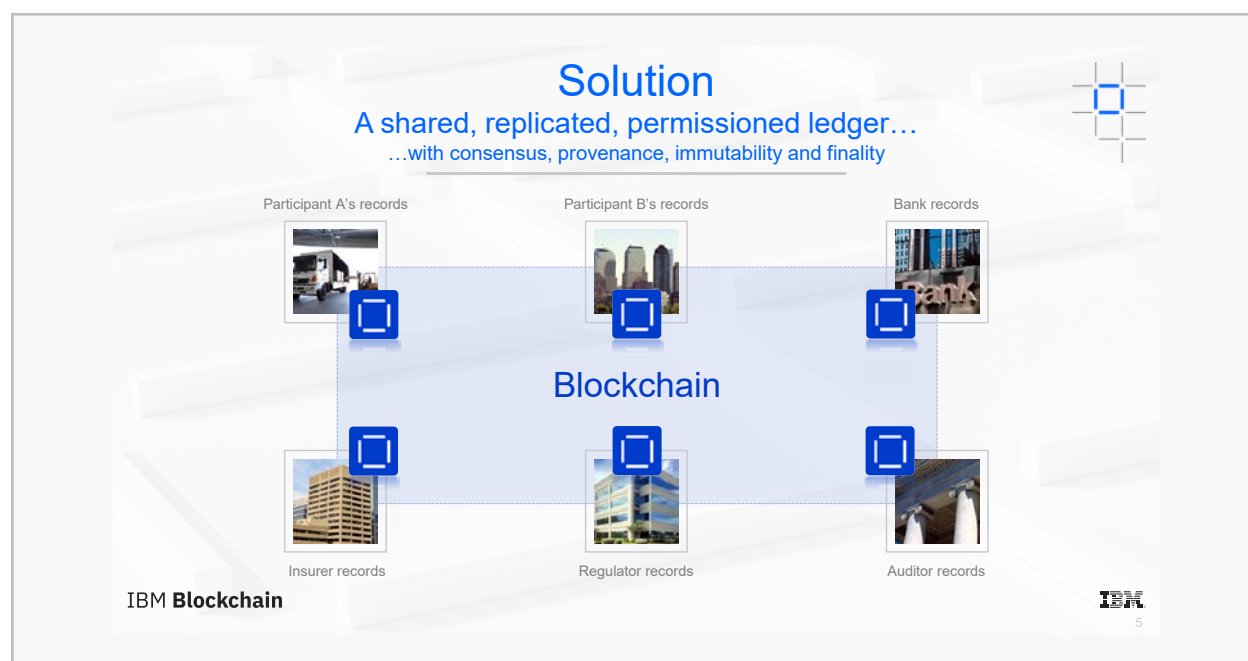 Solution
A shared, replicated, permissioned ledger…
…with consensus, provenance, immutability and finality
Participant A’s records
Participant B’s records
Bank records
Bank
Blockchain
Insurer records
Regulator records
Auditor records
IBM Blockchain
IBM
5